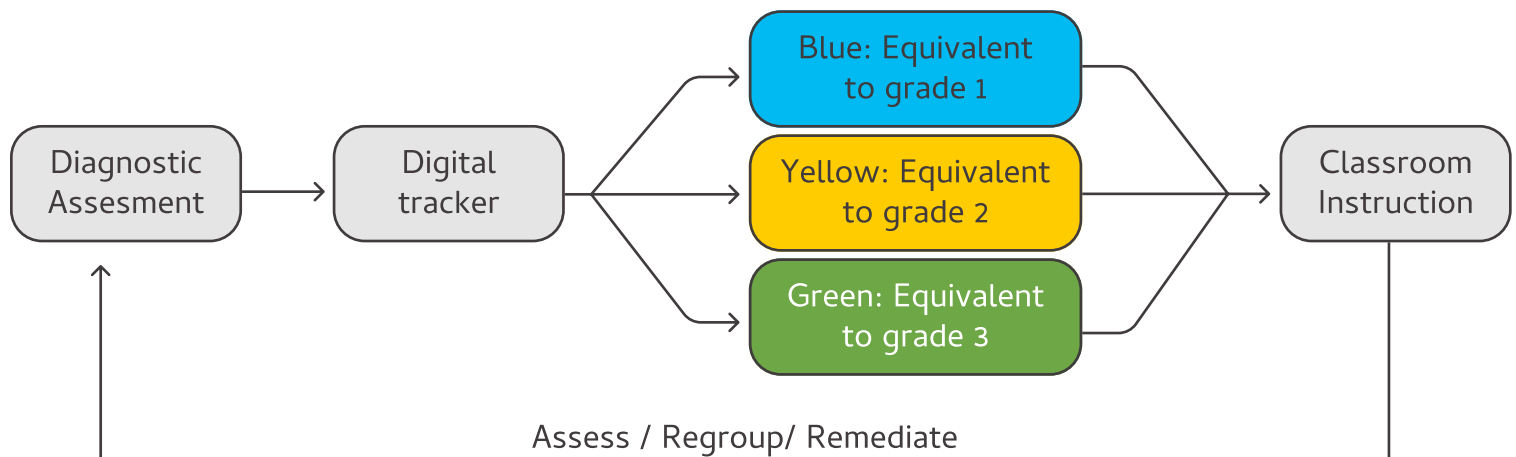 Diagnostic
Assesment
Digital
tracker
Blue: Equivalent
to grade 1
Yellow: Equivalent
to grade 2
Green: Equivalent
to grade 3
Classroom
Instruction
Assess / Regroup/ Remediate